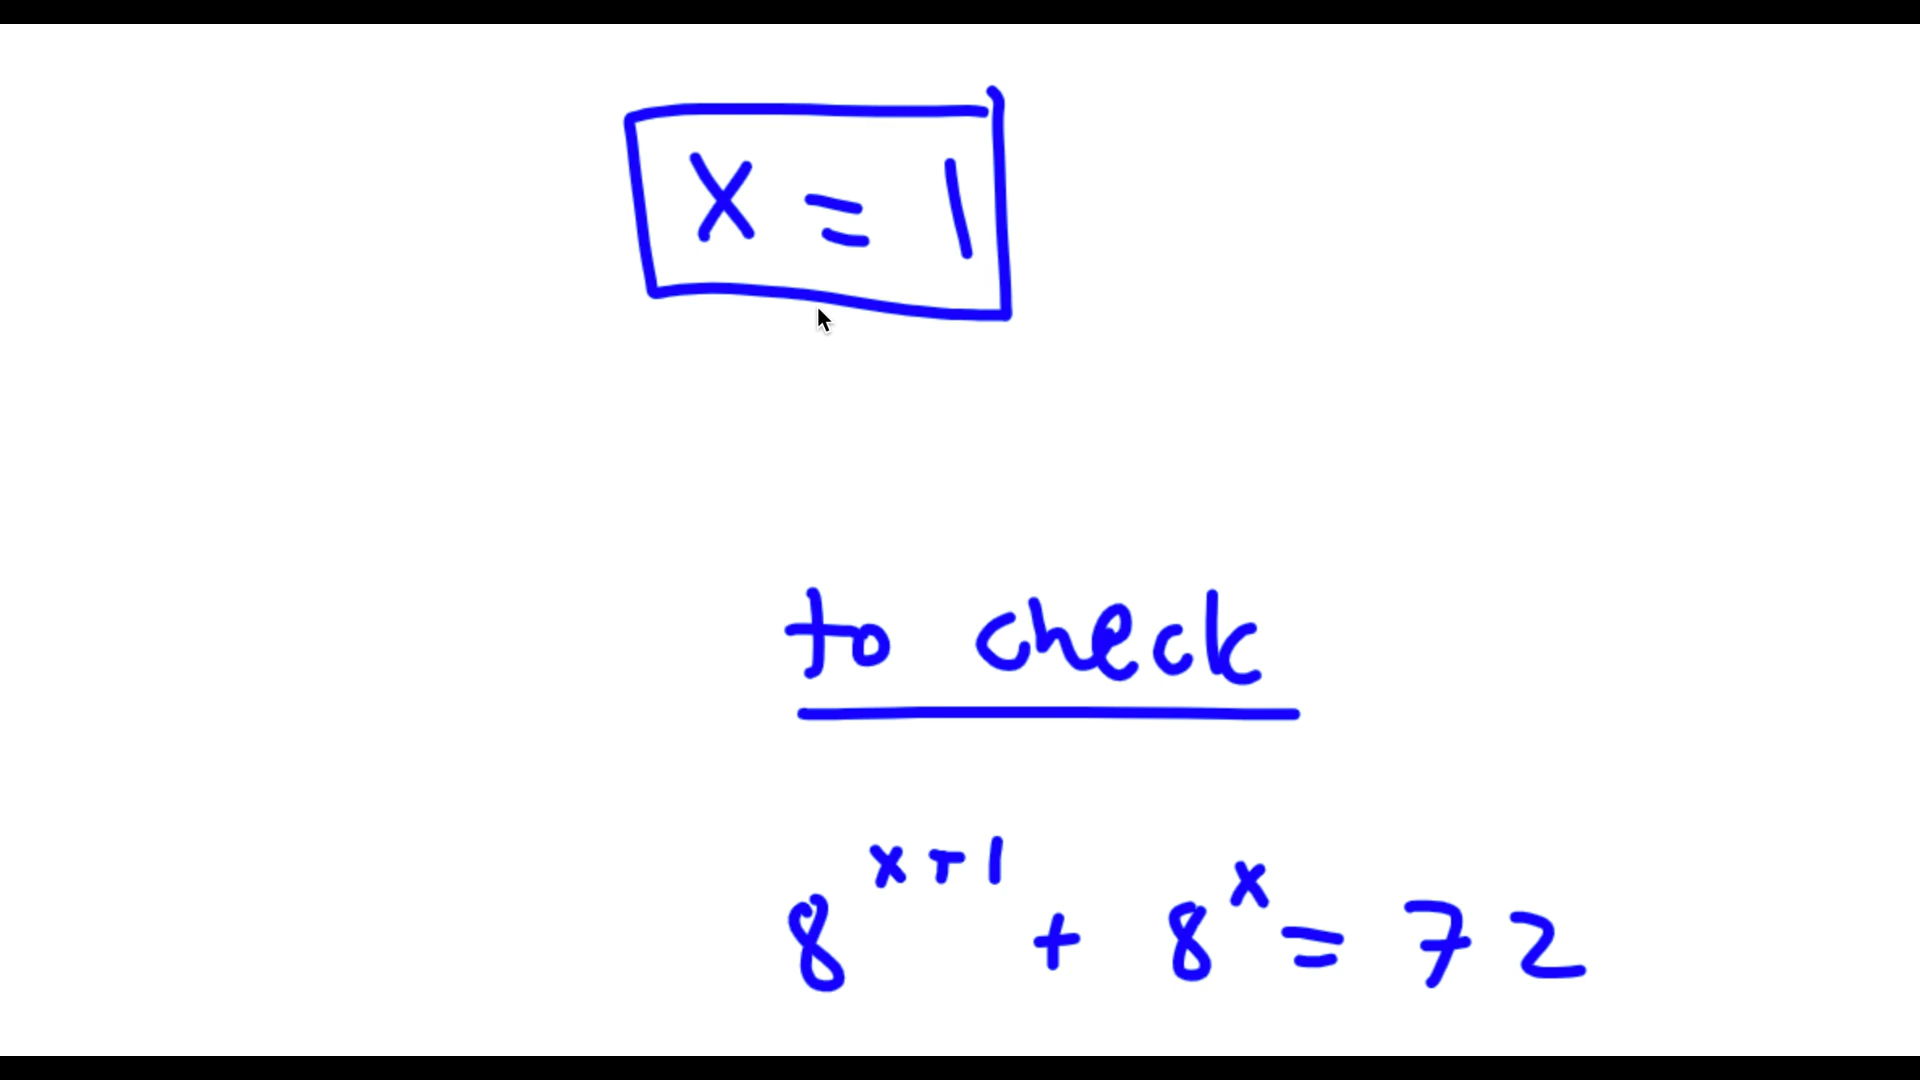 x = 1
to check
8^{x+1} + 8^x = 72